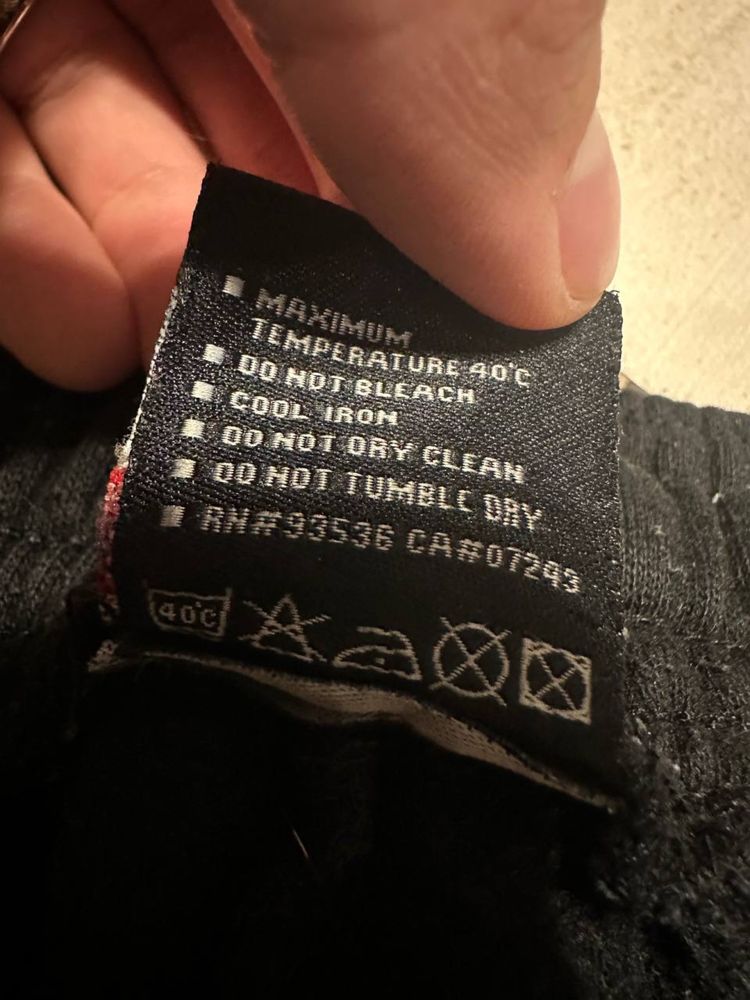 MAXIMUM
TEMPERATURE 40°C
DO NOT BLEACH
COOL IRON
DO NOT DRY CLEAN
DO NOT TUMBLE DRY
RN#93536 CA#07243
40°C